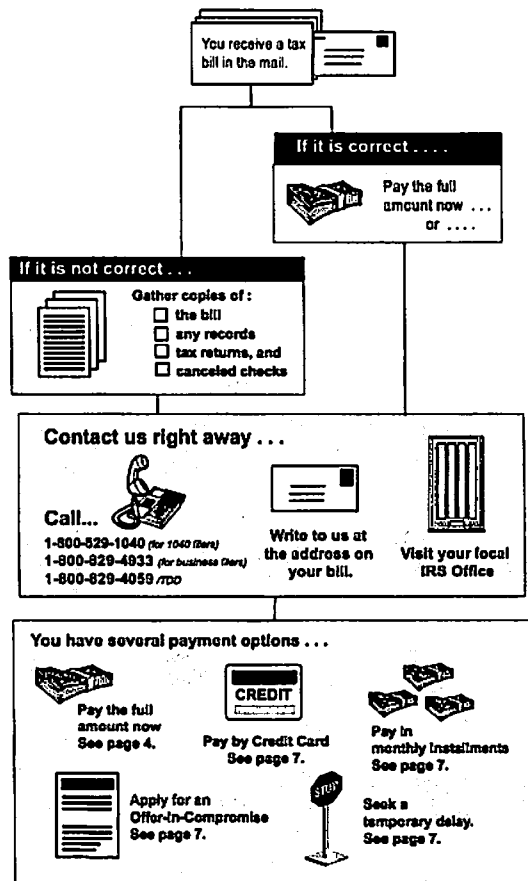 You receive a tax
bill in the mail.
If it is correct . . . .
Pay the full
amount now . . .
or . . . .
If it is not correct . . .
Gather copies of :
the bill
any records
tax returns, and
canceled checks
Contact us right away . . .
Call...
1-800-829-1040 (for 1040 filers)
1-800-829-4933 (for business filers)
1-800-829-4059 /TDD
Write to us at
the address on
your bill.
Visit your local
IRS Office
You have several payment options . . .
Pay the full
amount now
See page 4.
CREDIT
Pay by Credit Card
See page 7.
Pay in
monthly installments
See page 7.
Apply for an
Offer-in-Compromise
See page 7.
STOP
Seek a
temporary delay.
See page 7.